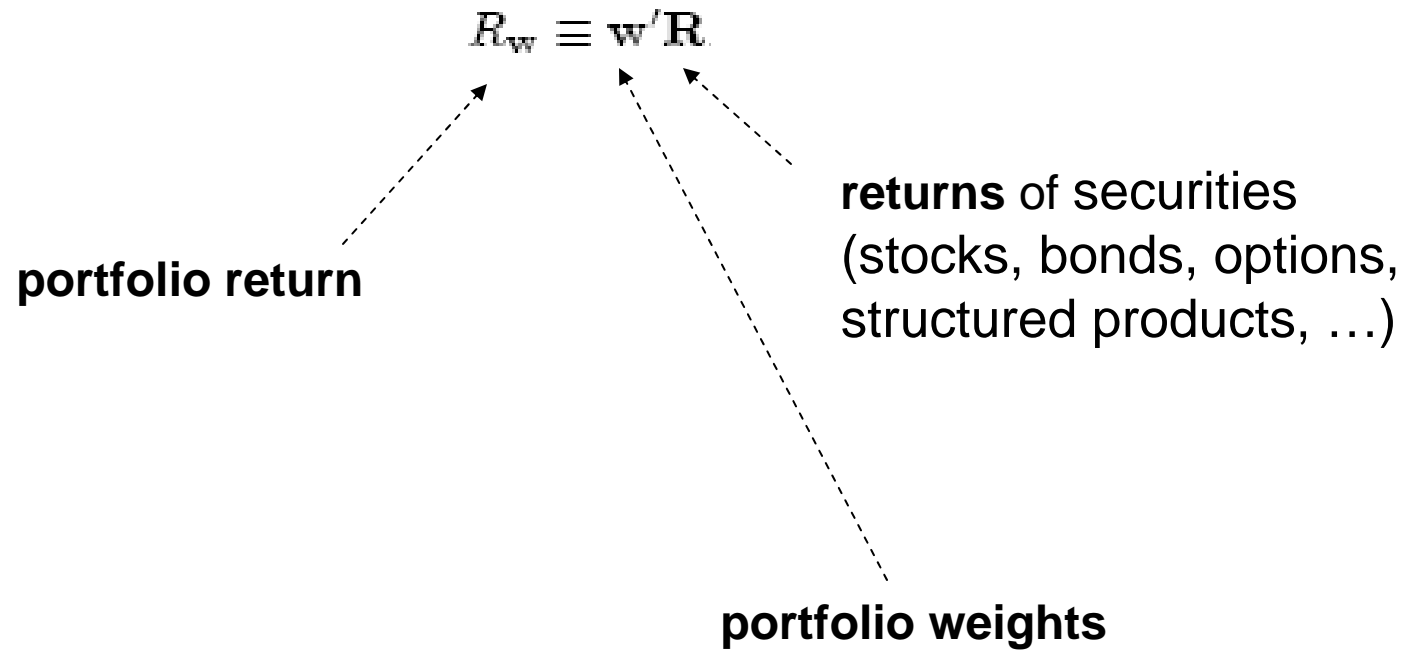 R_w ≡ w′R
returns of securities
(stocks, bonds, options,
structured products, …)
portfolio return
portfolio weights